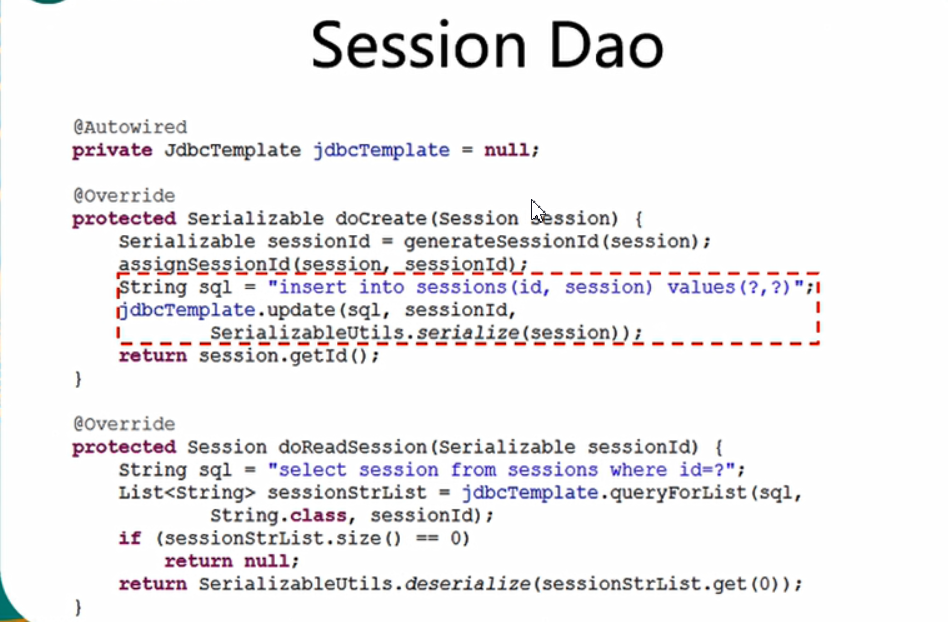 Session Dao
@Autowired
private JdbcTemplate jdbcTemplate = null;
@Override
protected Serializable doCreate(Session session) {
    Serializable sessionId = generateSessionId(session);
    assignSessionId(session, sessionId);
    String sql = "insert into sessions(id, session) values(?,?)";
    jdbcTemplate.update(sql, sessionId,
            SerializableUtils.serialize(session));
    return session.getId();
}
@Override
protected Session doReadSession(Serializable sessionId) {
    String sql = "select session from sessions where id=?";
    List<String> sessionStrList = jdbcTemplate.queryForList(sql,
            String.class, sessionId);
    if (sessionStrList.size() == 0)
        return null;
    return SerializableUtils.deserialize(sessionStrList.get(0));
}